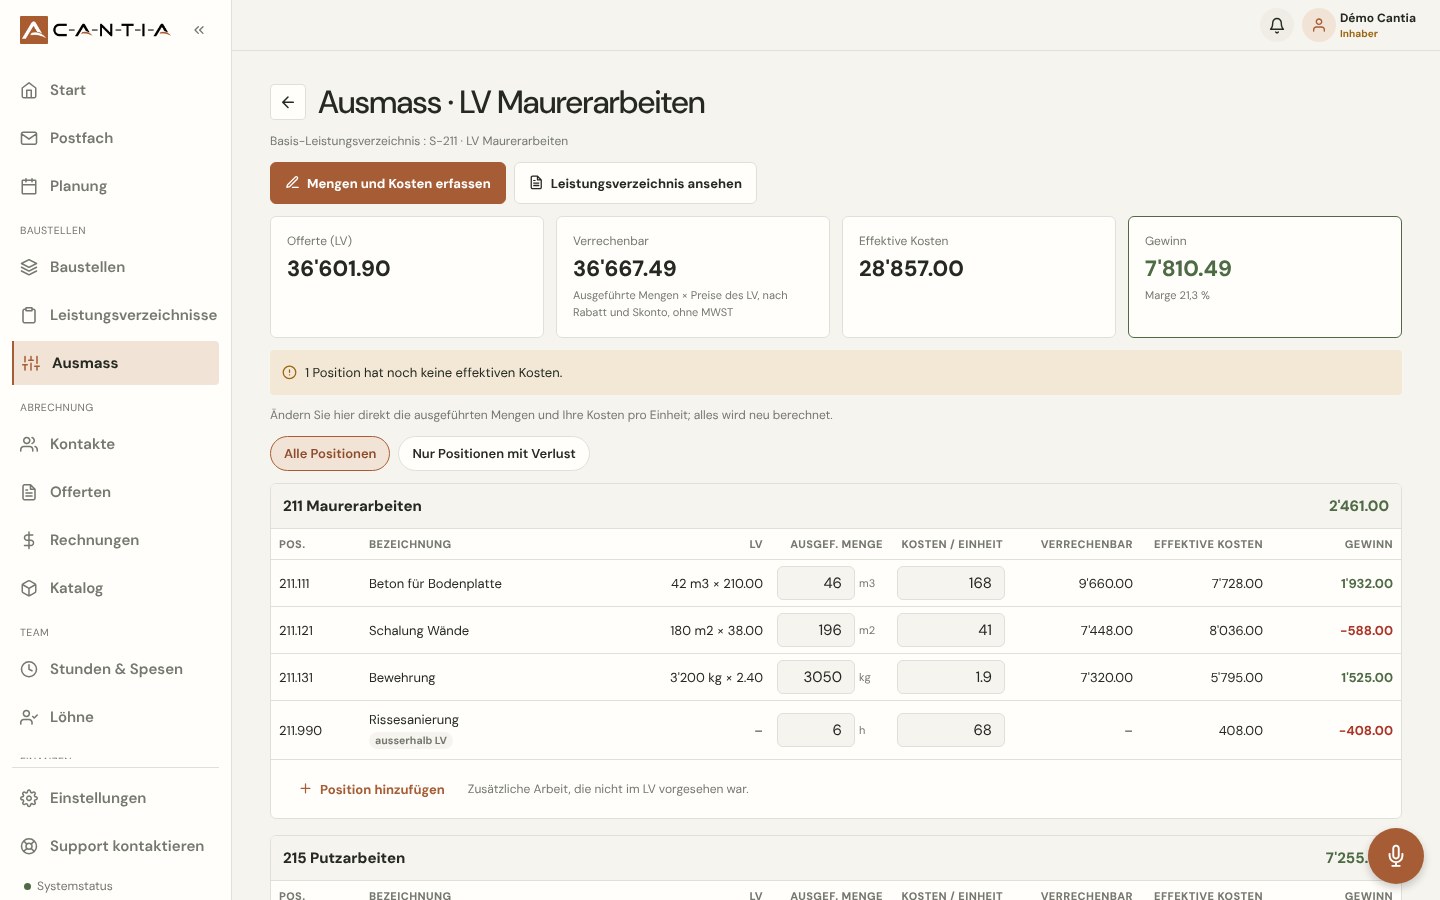 CANTIA
Démo Cantia
Inhaber
Start
Postfach
Planung
BAUSTELLEN
Baustellen
Leistungsverzeichnisse
Ausmass
ABRECHNUNG
Kontakte
Offerten
Rechnungen
Katalog
TEAM
Stunden & Spesen
Löhne
Einstellungen
Support kontaktieren
Systemstatus
Ausmass · LV Maurerarbeiten
Basis-Leistungsverzeichnis : S-211 · LV Maurerarbeiten
Mengen und Kosten erfassen
Leistungsverzeichnis ansehen
Offerte (LV)
36'601.90
Verrechenbar
36'667.49
Ausgeführte Mengen × Preise des LV, nach
Rabatt und Skonto, ohne MWST
Effektive Kosten
28'857.00
Gewinn
7'810.49
Marge 21,3 %
1 Position hat noch keine effektiven Kosten.
Ändern Sie hier direkt die ausgeführten Mengen und Ihre Kosten pro Einheit; alles wird neu berechnet.
Alle Positionen
Nur Positionen mit Verlust
211 Maurerarbeiten 2'461.00
POS. BEZEICHNUNG LV AUSGEF. MENGE KOSTEN / EINHEIT VERRECHENBAR EFFEKTIVE KOSTEN GEWINN
211.111 Beton für Bodenplatte 42 m3 × 210.00 46 m3 168 9'660.00 7'728.00 1'932.00
211.121 Schalung Wände 180 m2 × 38.00 196 m2 41 7'448.00 8'036.00 -588.00
211.131 Bewehrung 3'200 kg × 2.40 3050 kg 1.9 7'320.00 5'795.00 1'525.00
211.990 Rissesanierung – 6 h 68 – 408.00 -408.00
ausserhalb LV
+ Position hinzufügen Zusätzliche Arbeit, die nicht im LV vorgesehen war.
215 Putzarbeiten 7'255.
POS. BEZEICHNUNG LV AUSGEF. MENGE KOSTEN / EINHEIT VERRECHENBAR EFFEKTIVE KOSTEN GEWINN